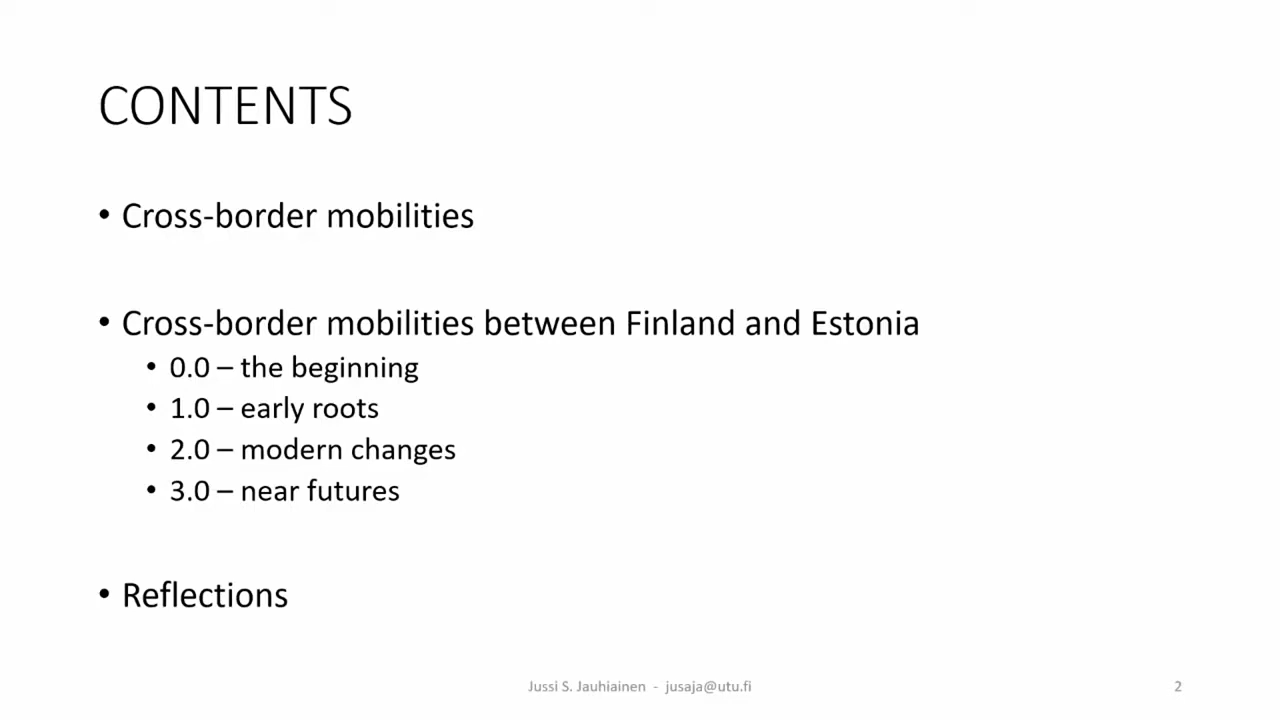 CONTENTS
• Cross-border mobilities
• Cross-border mobilities between Finland and Estonia
• 0.0 – the beginning
• 1.0 – early roots
• 2.0 – modern changes
• 3.0 – near futures
• Reflections
Jussi S. Jauhiainen - jusaja@utu.fi
2